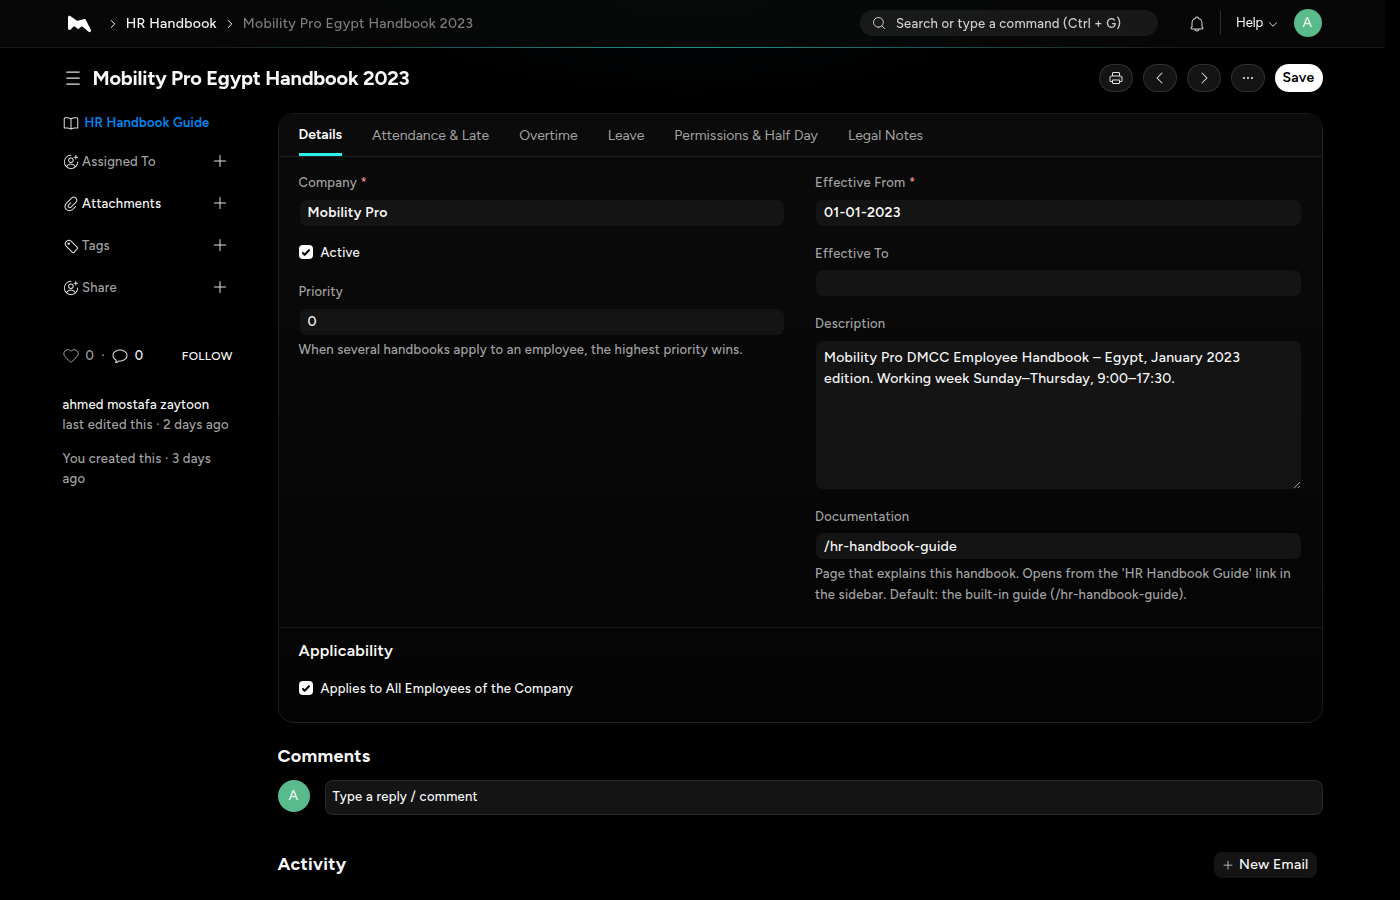 HR Handbook
Mobility Pro Egypt Handbook 2023
Search or type a command (Ctrl + G)
Help
A
Mobility Pro Egypt Handbook 2023
Save
HR Handbook Guide
Assigned To
Attachments
Tags
Share
0 · 0
FOLLOW
ahmed mostafa zaytoon
last edited this · 2 days ago
You created this · 3 days
ago
Details
Attendance & Late
Overtime
Leave
Permissions & Half Day
Legal Notes
Company *
Mobility Pro
Active
Priority
0
When several handbooks apply to an employee, the highest priority wins.
Effective From *
01-01-2023
Effective To
Description
Mobility Pro DMCC Employee Handbook – Egypt, January 2023
edition. Working week Sunday–Thursday, 9:00–17:30.
Documentation
/hr-handbook-guide
Page that explains this handbook. Opens from the 'HR Handbook Guide' link in
the sidebar. Default: the built-in guide (/hr-handbook-guide).
Applicability
Applies to All Employees of the Company
Comments
A
Type a reply / comment
Activity
New Email